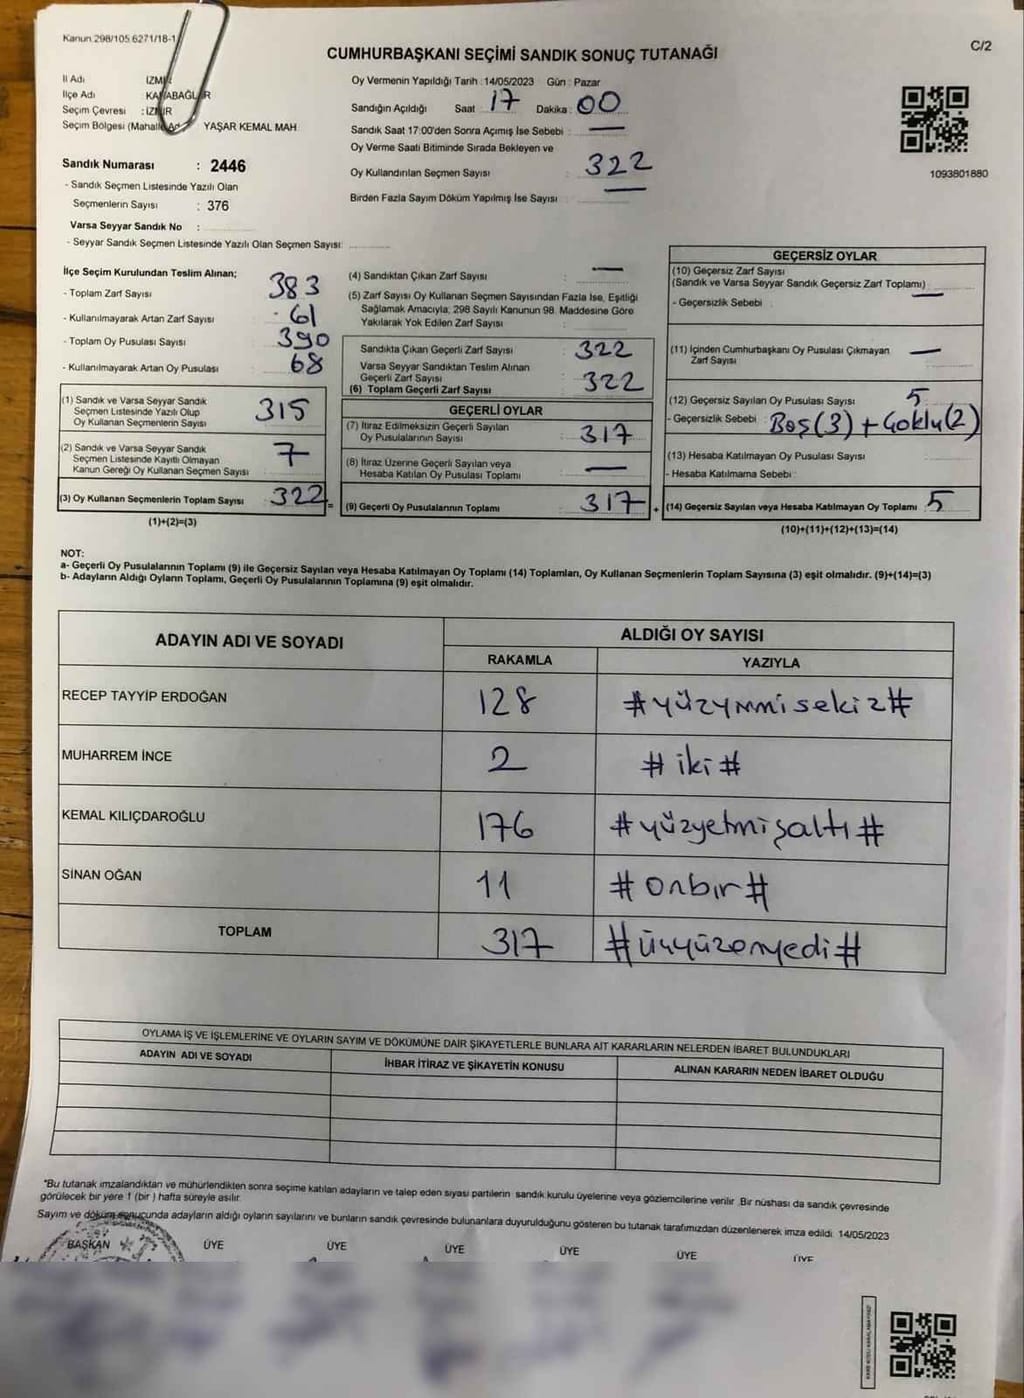 Kanun 298/105 6271/18-1
C/2
CUMHURBAŞKANI SEÇİMİ SANDIK SONUÇ TUTANAĞI
İl Adı
İlçe Adı
Seçim Çevresi : İZMİR
Seçim Bölgesi (Mahalle YAŞAR KEMAL MAH
Sandık Numarası : 2446
- Sandık Seçmen Listesinde Yazılı Olan
Seçmenlerin Sayısı : 376
Varsa Seyyar Sandık No :
- Seyyar Sandık Seçmen Listesinde Yazılı Olan Seçmen Sayısı:
Oy Vermenin Yapıldığı Tarih : 14/05/2023 Gün : Pazar
Sandığın Açıldığı Saat : 17 Dakika : 00
Sandık Saat 17:00'den Sonra Açımış İse Sebebi : —
Oy Verme Saati Bitiminde Sırada Bekleyen ve
Oy Kullandırılan Seçmen Sayısı : 322
Birden Fazla Sayım Döküm Yapılmış İse Sayısı : —
1093801880
İlçe Seçim Kurulundan Teslim Alınan;
- Toplam Zarf Sayısı : 383
- Kullanılmayarak Artan Zarf Sayısı : 61
- Toplam Oy Pusulası Sayısı : 390
- Kullanılmayarak Artan Oy Pusulası : 68
(1) Sandık ve Varsa Seyyar Sandık
Seçmen Listesinde Yazılı Olup
Oy Kullanan Seçmenlerin Sayısı : 315
(2) Sandık ve Varsa Seyyar Sandık
Seçmen Listesinde Kayıtlı Olmayan
Kanun Gereği Oy Kullanan Seçmen Sayısı : 7
(3) Oy Kullanan Seçmenlerin Toplam Sayısı : 322 =
(1)+(2)=(3)
(4) Sandıktan Çıkan Zarf Sayısı : —
(5) Zarf Sayısı Oy Kullanan Seçmen Sayısından Fazla İse, Eşitliği
Sağlamak Amacıyla, 298 Sayılı Kanunun 98. Maddesine Göre
Yakılarak Yok Edilen Zarf Sayısı :
Sandıkta Çıkan Geçerli Zarf Sayısı : 322
Varsa Seyyar Sandıktan Teslim Alınan
Geçerli Zarf Sayısı
(6) Toplam Geçerli Zarf Sayısı : 322
GEÇERLİ OYLAR
(7) İtiraz Edilmeksizin Geçerli Sayılan
Oy Pusulalarının Sayısı : 317
(8) İtiraz Üzerine Geçerli Sayılan veya
Hesaba Katılan Oy Pusulası Toplamı : —
(9) Geçerli Oy Pusulalarının Toplamı : 317 +
GEÇERSİZ OYLAR
(10) Geçersiz Zarf Sayısı
(Sandık ve Varsa Seyyar Sandık Geçersiz Zarf Toplamı) :
- Geçersizlik Sebebi : —
(11) İçinden Cumhurbaşkanı Oy Pusulası Çıkmayan
Zarf Sayısı : —
(12) Geçersiz Sayılan Oy Pusulası Sayısı : 5
- Geçersizlik Sebebi : Boş(3) + Çoklu(2)
(13) Hesaba Katılmayan Oy Pusulası Sayısı :
- Hesaba Katılmama Sebebi :
(14) Geçersiz Sayılan veya Hesaba Katılmayan Oy Toplamı : 5
(10)+(11)+(12)+(13)=(14)
NOT:
a- Geçerli Oy Pusulalarının Toplamı (9) ile Geçersiz Sayılan veya Hesaba Katılmayan Oy Toplamı (14) Toplamları, Oy Kullanan Seçmenlerin Toplam Sayısına (3) eşit olmalıdır. (9)+(14)=(3)
b- Adayların Aldığı Oyların Toplamı, Geçerli Oy Pusulalarının Toplamına (9) eşit olmalıdır.
ADAYIN ADI VE SOYADI
ALDIĞI OY SAYISI
RAKAMLA YAZIYLA
RECEP TAYYİP ERDOĞAN 128 #yüzyirmisekiz#
MUHARREM İNCE 2 #iki#
KEMAL KILIÇDAROĞLU 176 #yüzyetmişaltı#
SİNAN OĞAN 11 #onbir#
TOPLAM 317 #üçyüzonyedi#
OYLAMA İŞ VE İŞLEMLERİNE VE OYLARIN SAYIM VE DÖKÜMÜNE DAİR ŞİKAYETLERLE BUNLARA AİT KARARLARIN NELERDEN İBARET BULUNDUKLARI
ADAYIN ADI VE SOYADI İHBAR İTİRAZ VE ŞİKAYETİN KONUSU ALINAN KARARIN NEDEN İBARET OLDUĞU
*Bu tutanak imzalandıktan ve mühürlendikten sonra seçime katılan adayların ve talep eden siyasi partilerin sandık kurulu üyelerine veya gözlemcilerine verilir. Bir nüshası da sandık çevresinde
görülecek bir yere 1 (bir) hafta süreyle asılır.
Sayım ve döküm sonucunda adayların aldığı oyların sayılarını ve bunların sandık çevresinde bulunanlara duyurulduğunu gösteren bu tutanak tarafımızdan düzenlenerek imza edildi. 14/05/2023
BAŞKAN ÜYE ÜYE ÜYE ÜYE ÜYE ÜYE